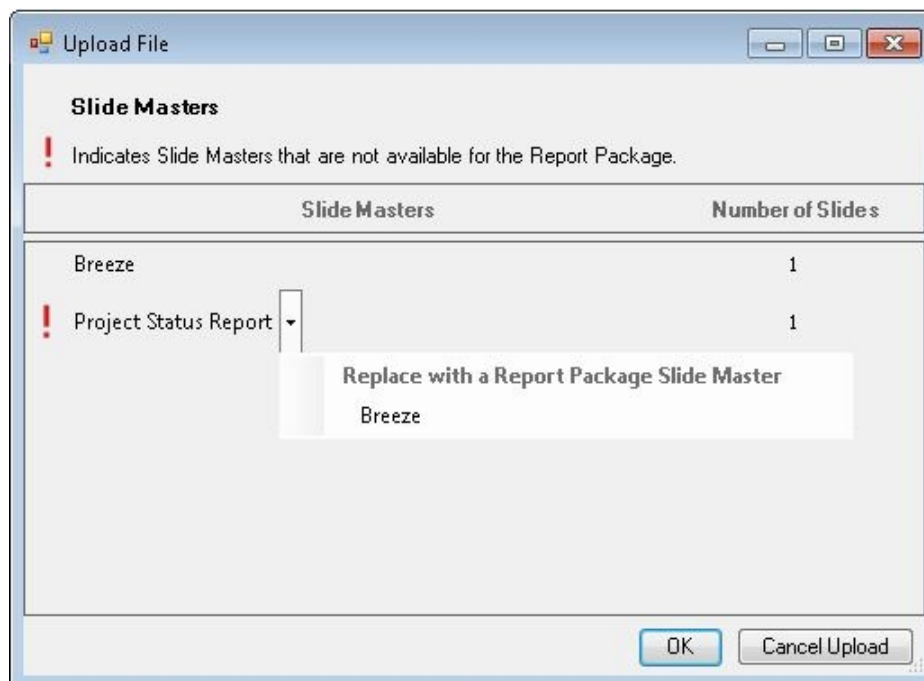 Upload File
Slide Masters
! Indicates Slide Masters that are not available for the Report Package.
Slide Masters Number of Slides
Breeze 1
! Project Status Report 1
Replace with a Report Package Slide Master
Breeze
OK Cancel Upload